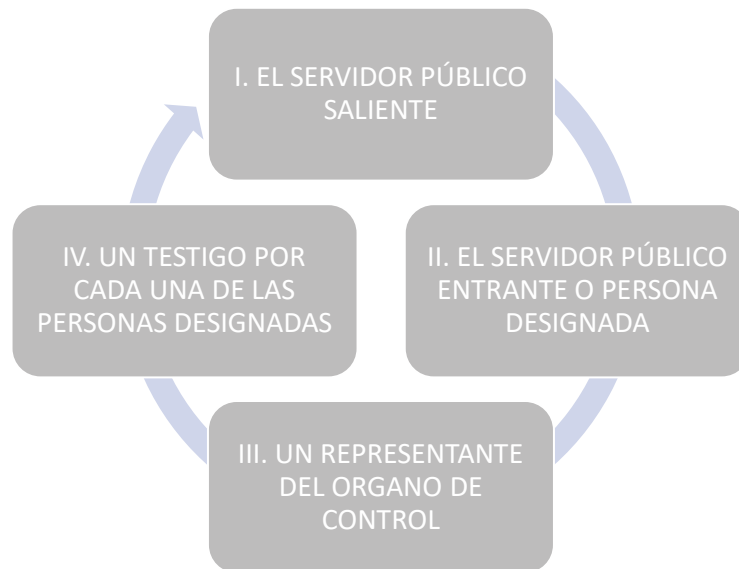 I. EL SERVIDOR PÚBLICO
SALIENTE
II. EL SERVIDOR PÚBLICO
ENTRANTE O PERSONA
DESIGNADA
III. UN REPRESENTANTE
DEL ORGANO DE
CONTROL
IV. UN TESTIGO POR
CADA UNA DE LAS
PERSONAS DESIGNADAS